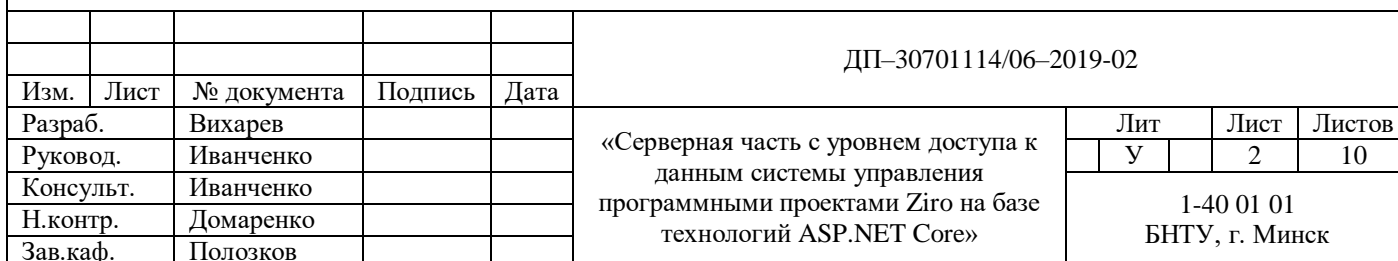 ДП–30701114/06–2019-02
Изм. Лист № документа Подпись Дата
Разраб. Вихарев
Руковод. Иванченко
Консульт. Иванченко
Н.контр. Домаренко
Зав.каф. Полозков
«Серверная часть с уровнем доступа к
данным системы управления
программными проектами Ziro на базе
технологий ASP.NET Core»
Лит Лист Листов
У 2 10
1-40 01 01
БНТУ, г. Минск